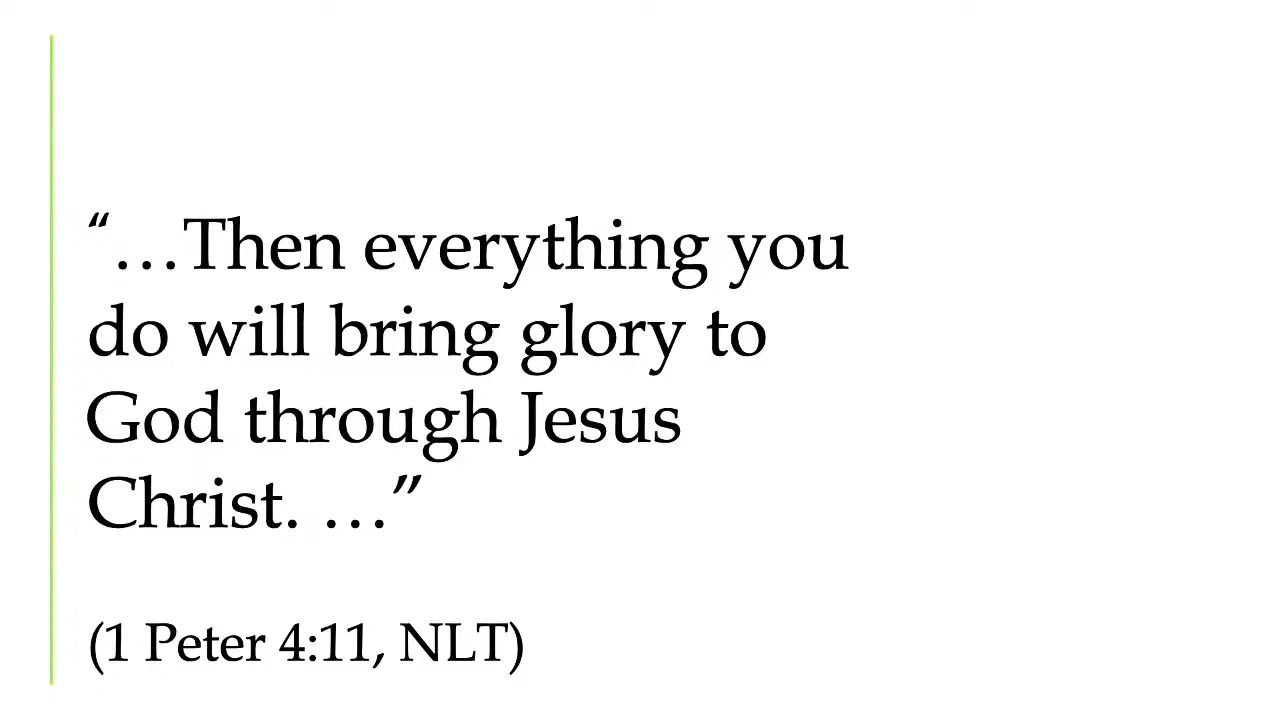 “…Then everything you
do will bring glory to
God through Jesus
Christ. …”
(1 Peter 4:11, NLT)